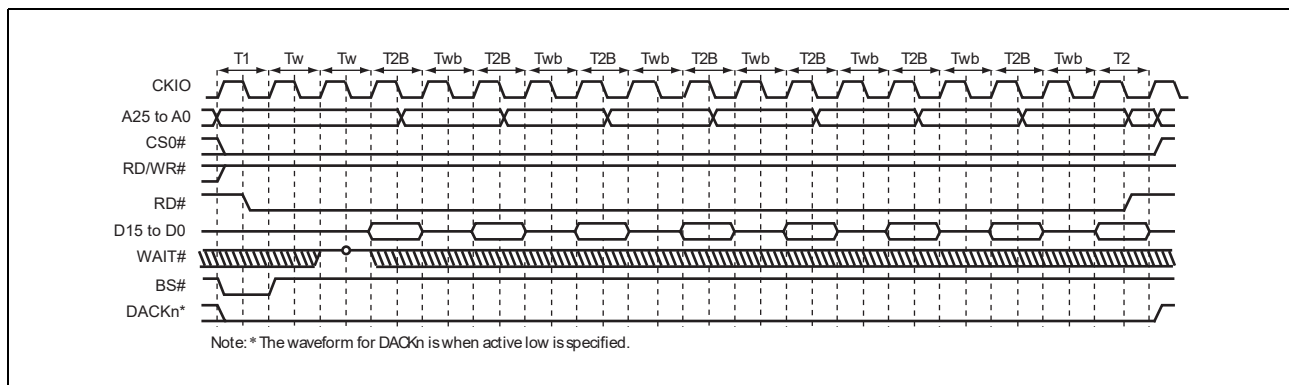 T1 Tw Tw T2B Twb T2B Twb T2B Twb T2B Twb T2B Twb T2B Twb T2B Twb T2
CKIO
A25 to A0
CS0#
RD/WR#
RD#
D15 to D0
WAIT#
BS#
DACKn*
Note: * The waveform for DACKn is when active low is specified.